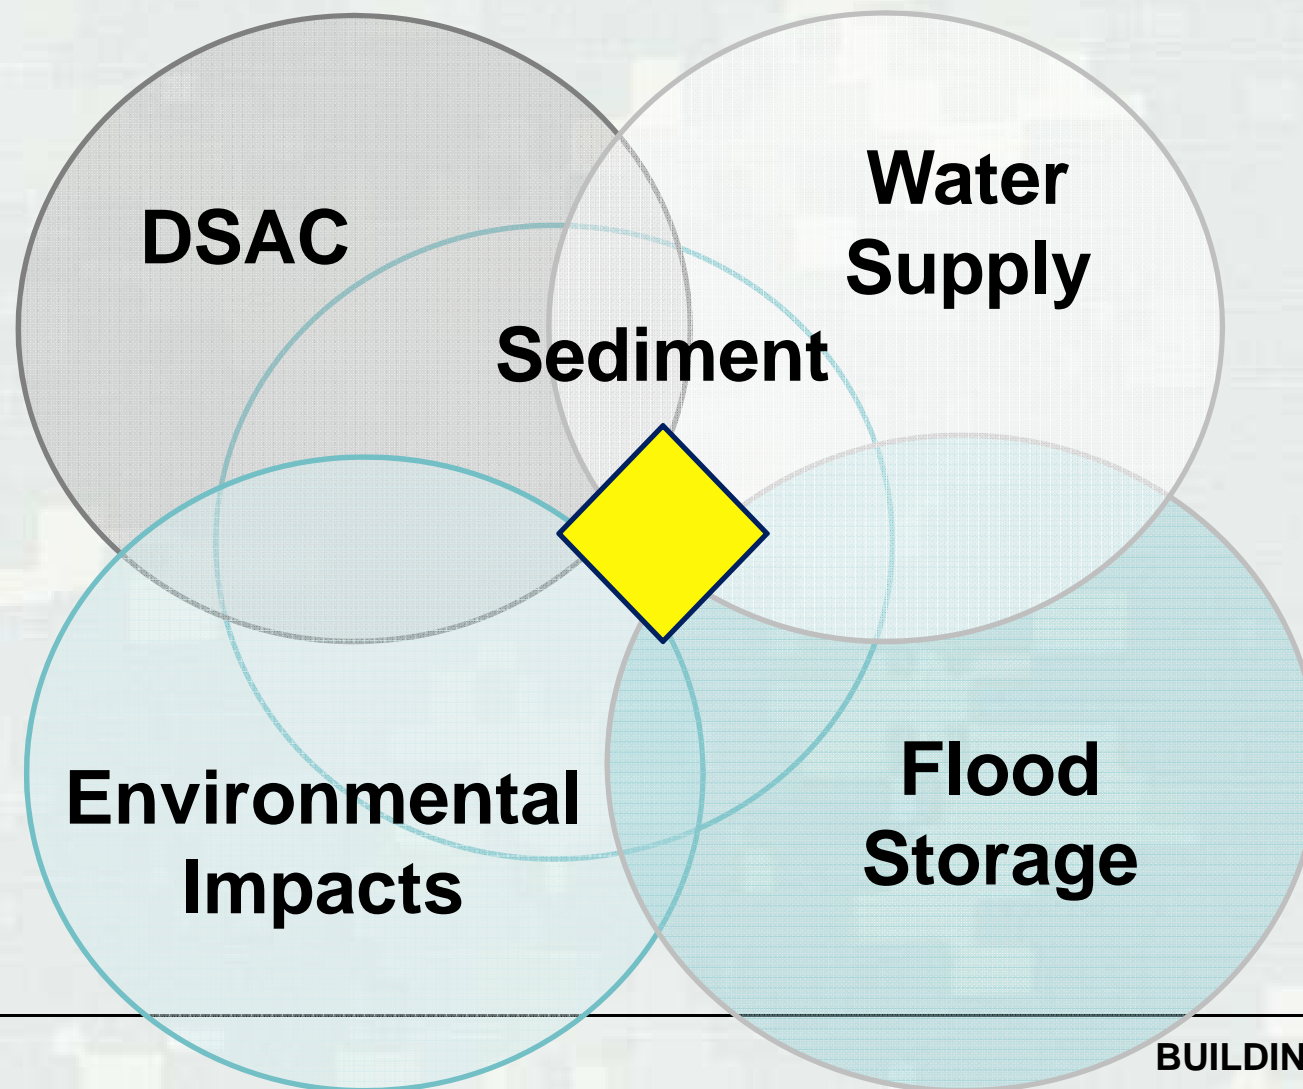 DSAC
Water
Supply
Sediment
Environmental
Impacts
Flood
Storage
BUILDIN